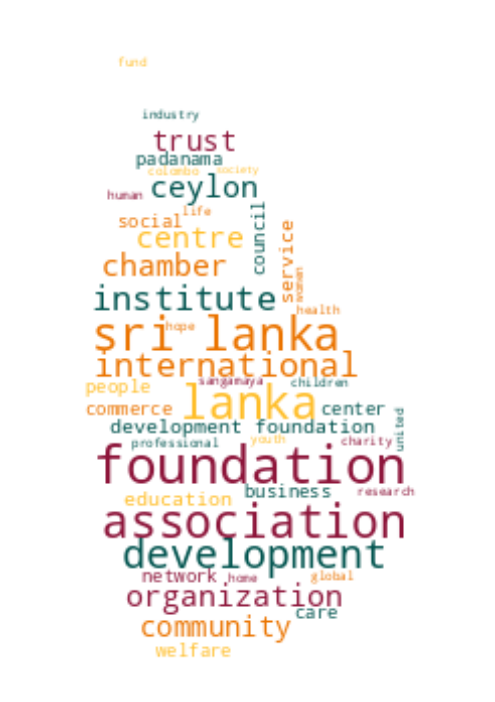 fund
industry
trust
padanama
colombo society
human ceylon
life
social
centre
council
service
chamber
women
institute
health
sri lanka
hope
international
sangamaya children
people
lanka
commerce center
development foundation
united
professional youth charity
foundation
business research
education
association
development
network home global
organization
care
community
welfare